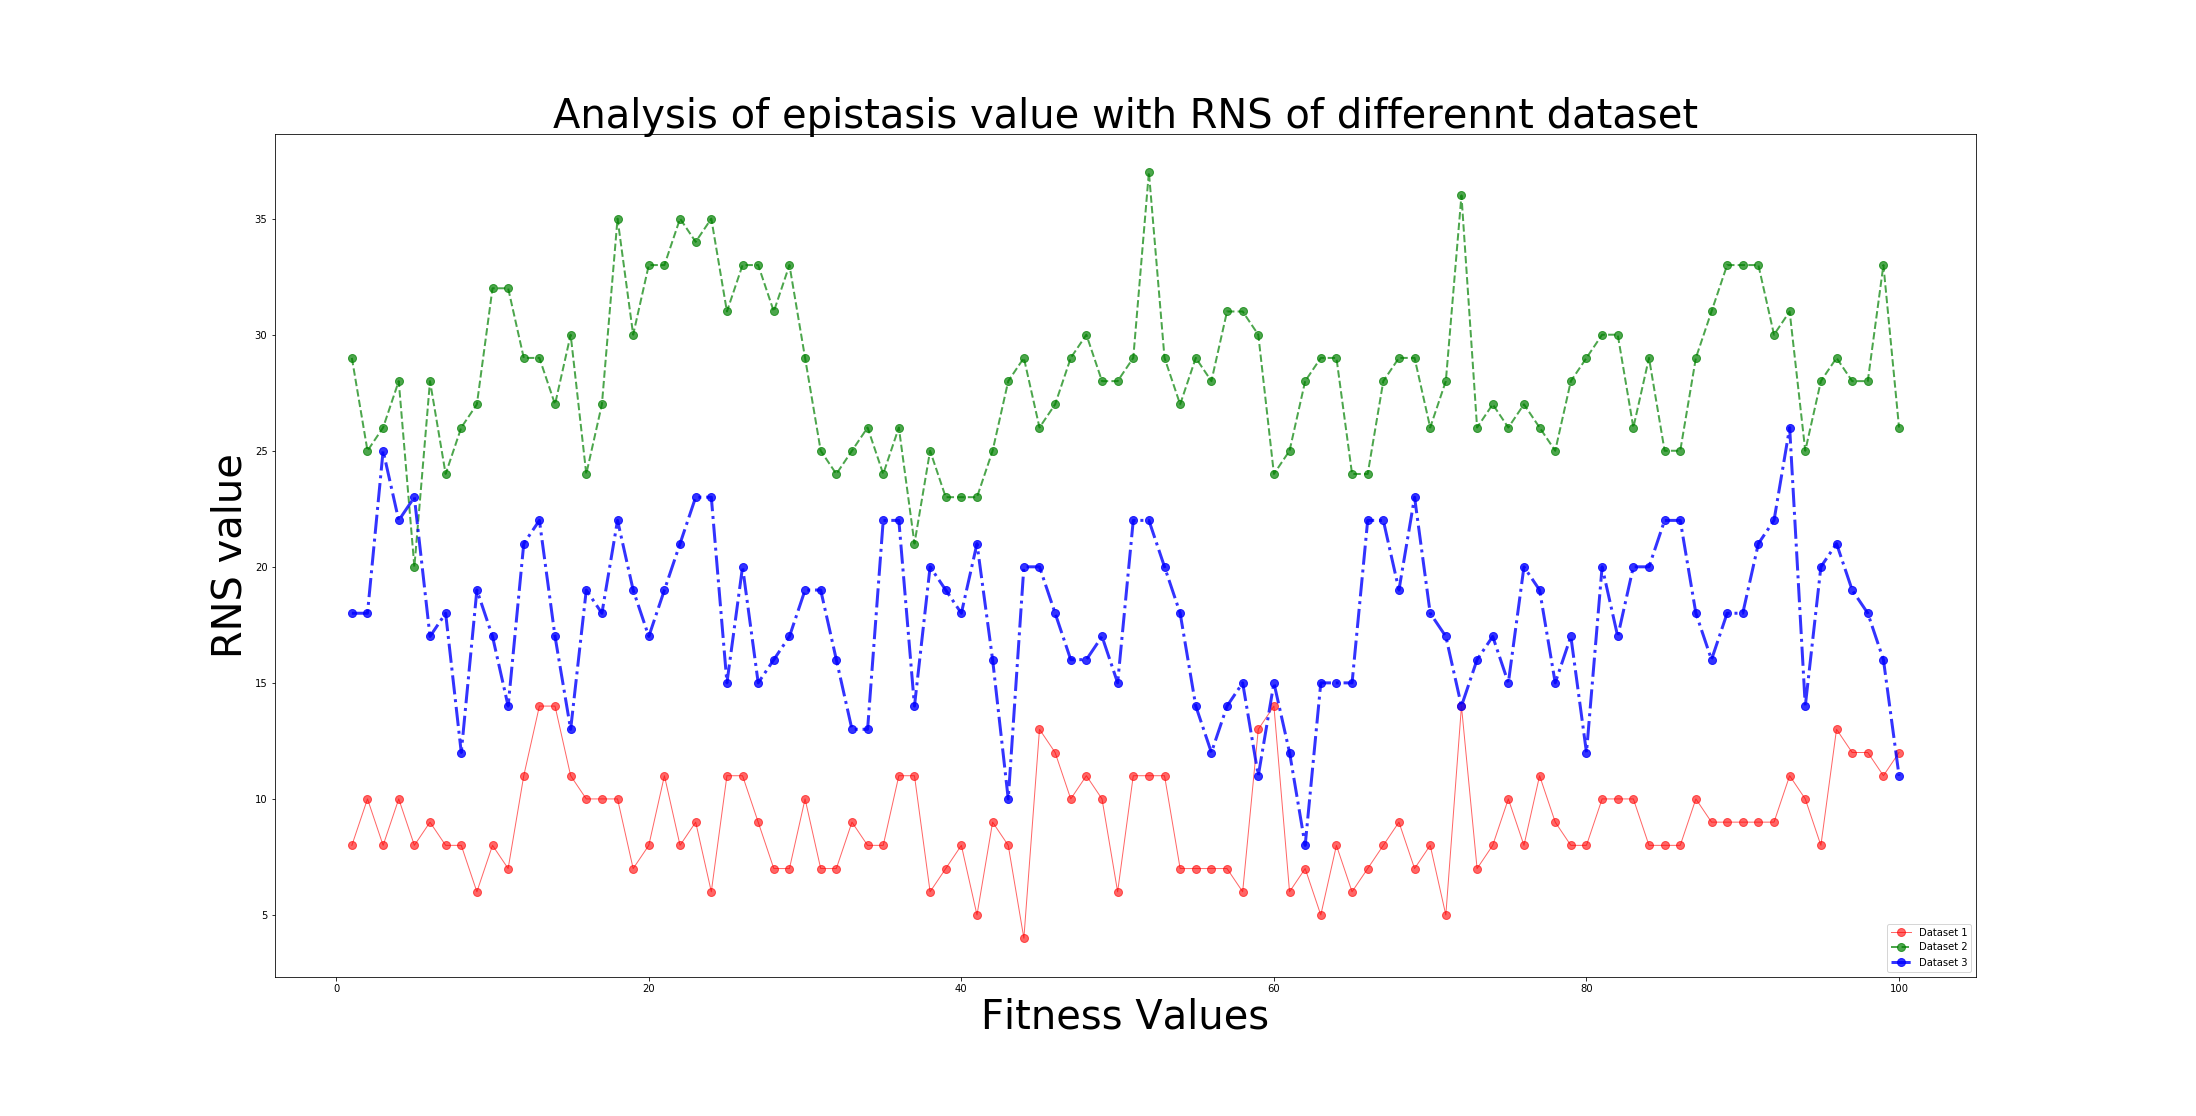 Analysis of epistasis value with RNS of differennt dataset
RNS value
35
30
25
20
15
10
5
0
20
40
60
80
100
Fitness Values
Dataset 1
Dataset 2
Dataset 3